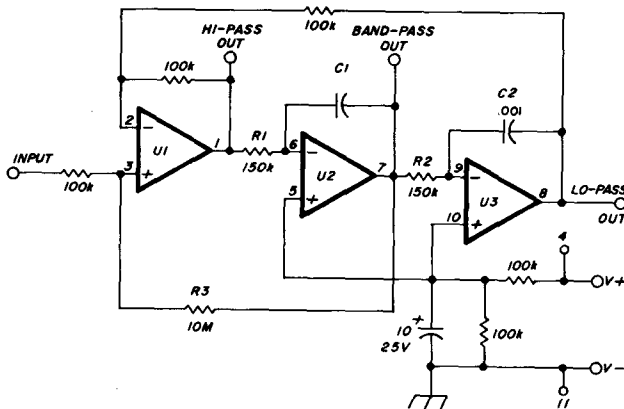 100k
HI-PASS
OUT
BAND-PASS
OUT
100k
C1
C2
.001
2
−
U1
1
R1
150k
6
−
U2
7
R2
150k
9
−
U3
8
LO-PASS
OUT
INPUT
100k
3
+
5
+
10
+
4
100k
V+
R3
10M
+
10
25V
100k
V−
11